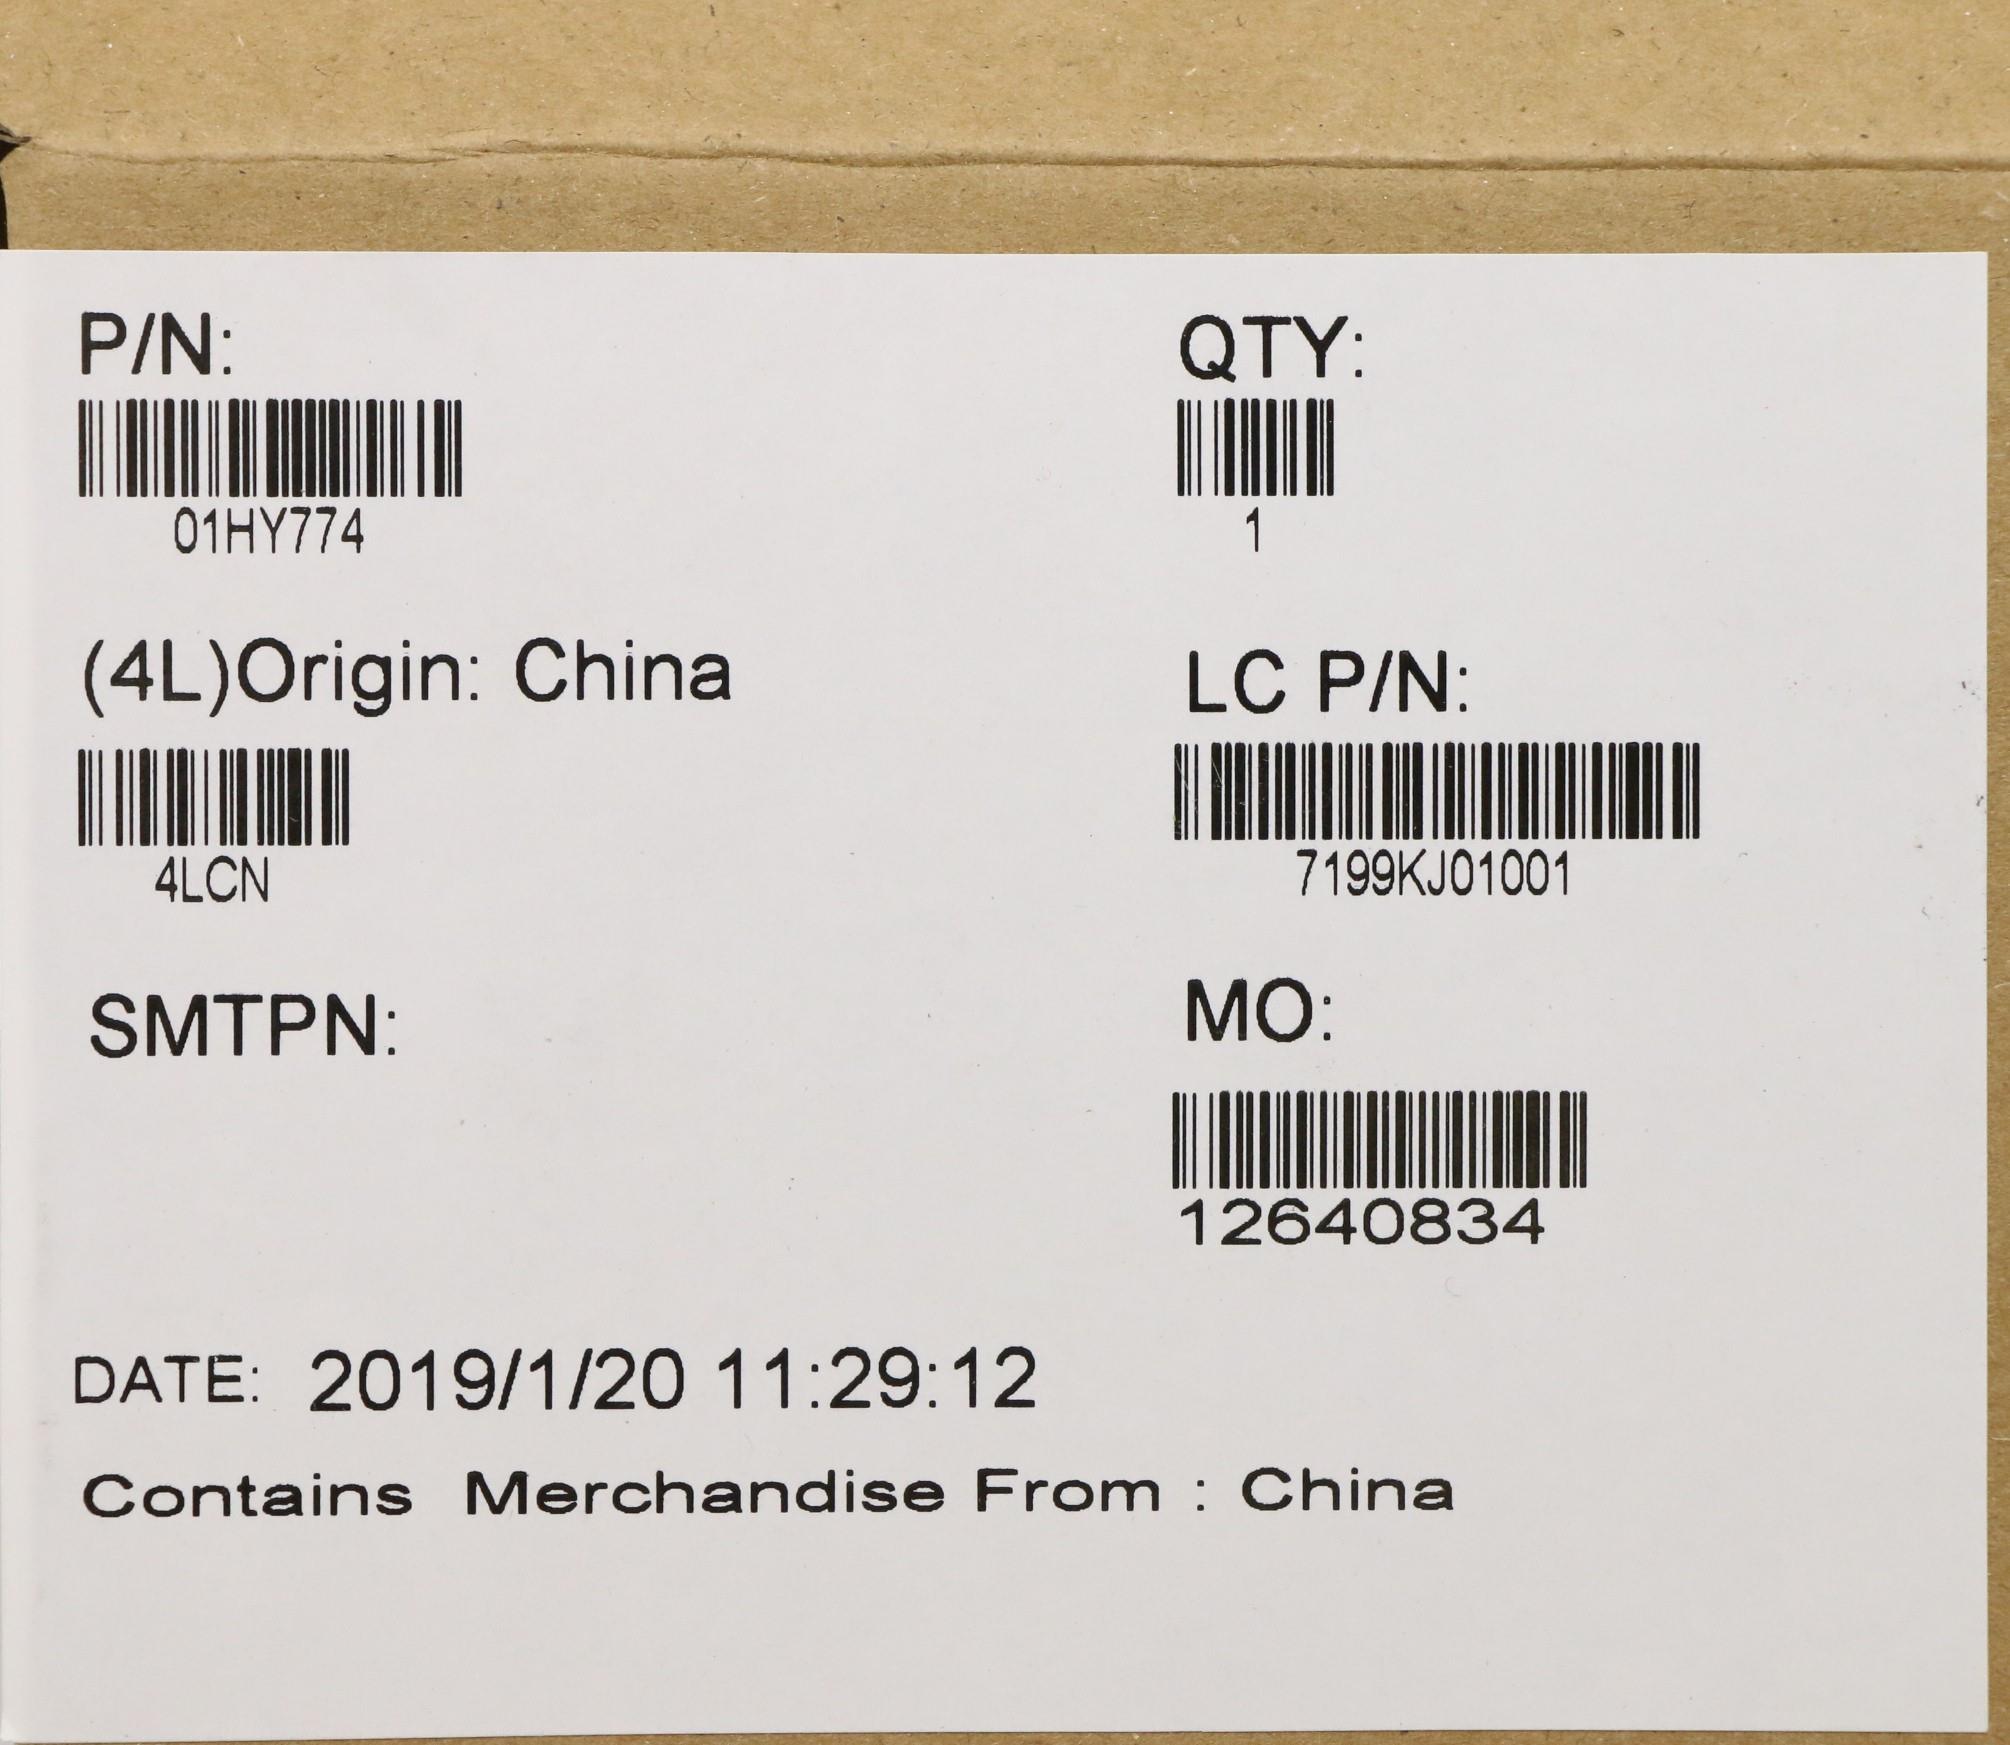 P/N:
01HY774
QTY:
1
(4L)Origin: China
4LCN
LC P/N:
7199KJ01001
SMTPN:
MO:
12640834
DATE: 2019/1/20 11:29:12
Contains Merchandise From : China